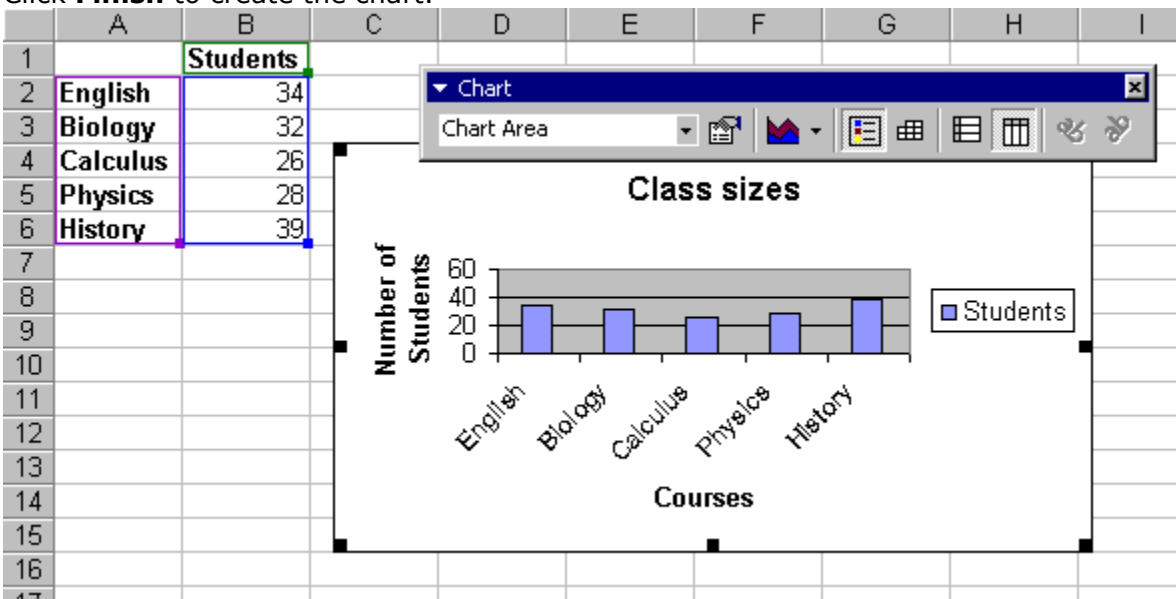 Click Finish to create the chart.
A B C D E F G H I
1 Students
2 English 34
3 Biology 32
4 Calculus 26
5 Physics 28
6 History 39
7
8
9
10
11
12
13
14
15
16
17
Chart
Chart Area
Class sizes
Number of
Students
60
40
20
0
English Biology Calculus Physics History
Courses
Students